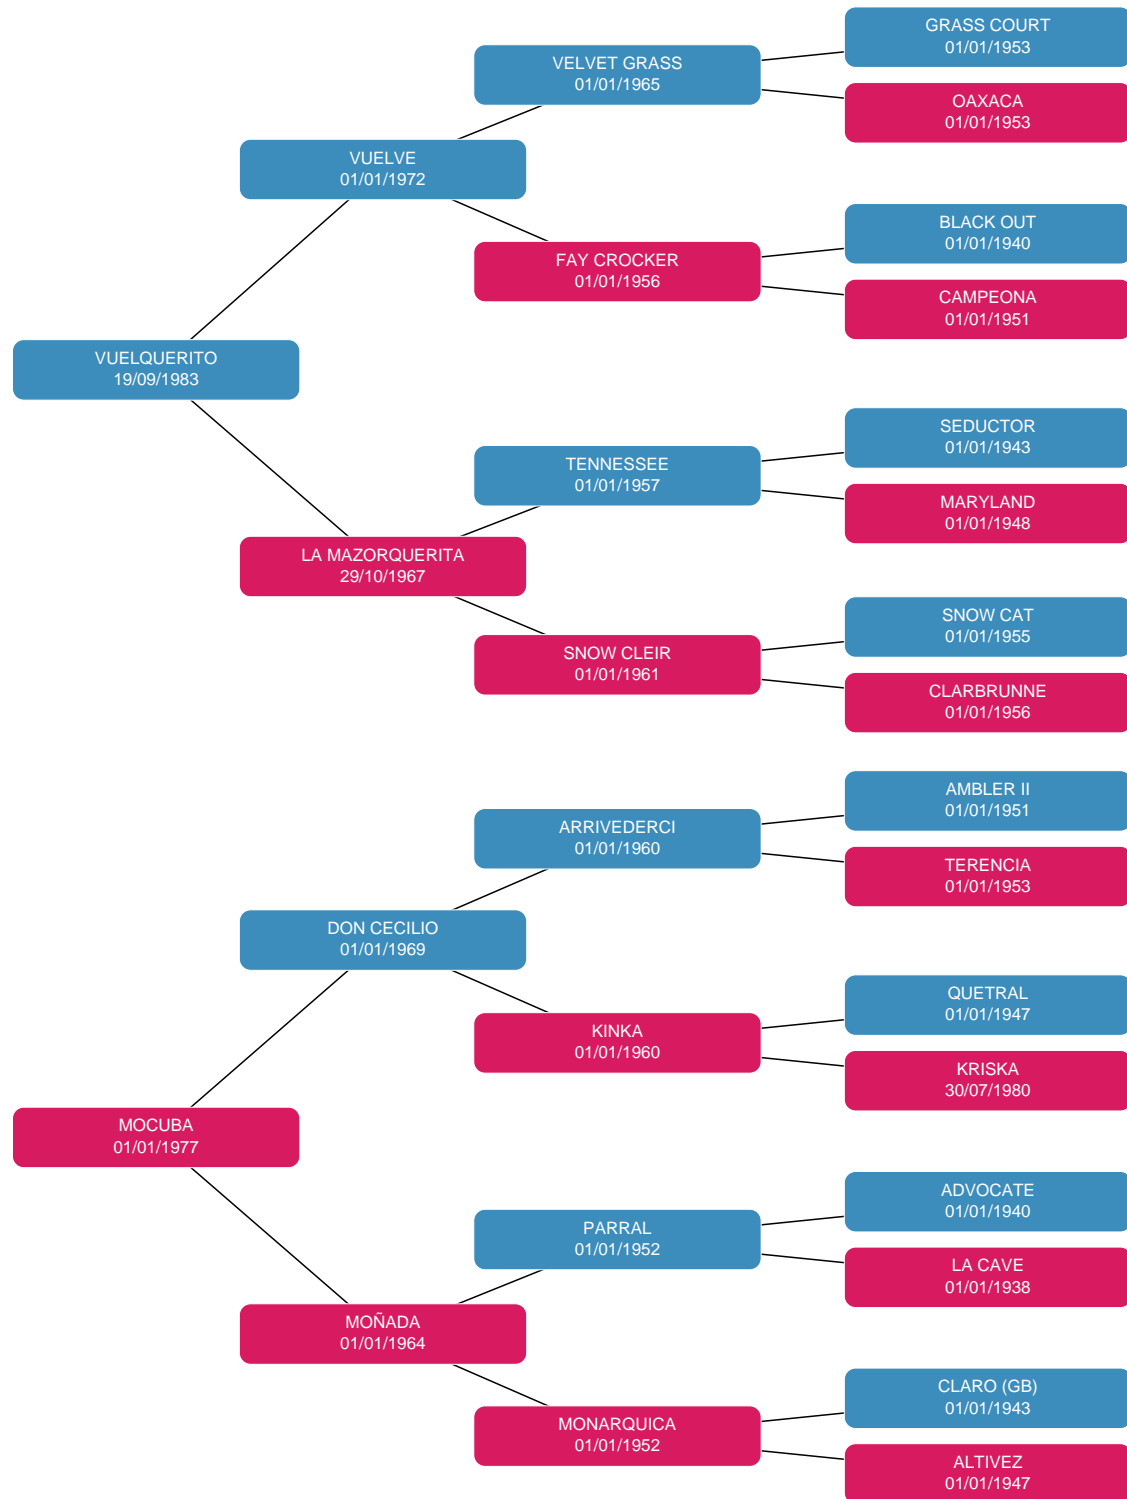 GRASS COURT
01/01/1953
VELVET GRASS
01/01/1965
OAXACA
01/01/1953
VUELVE
01/01/1972
BLACK OUT
01/01/1940
FAY CROCKER
01/01/1956
CAMPEONA
01/01/1951
VUELQUERITO
19/09/1983
SEDUCTOR
01/01/1943
TENNESSEE
01/01/1957
MARYLAND
01/01/1948
LA MAZORQUERITA
29/10/1967
SNOW CAT
01/01/1955
SNOW CLEIR
01/01/1961
CLARBRUNNE
01/01/1956
AMBLER II
01/01/1951
ARRIVEDERCI
01/01/1960
TERENCIA
01/01/1953
DON CECILIO
01/01/1969
QUETRAL
01/01/1947
KINKA
01/01/1960
KRISKA
30/07/1980
MOCUBA
01/01/1977
ADVOCATE
01/01/1940
PARRAL
01/01/1952
LA CAVE
01/01/1938
MOÑADA
01/01/1964
CLARO (GB)
01/01/1943
MONARQUICA
01/01/1952
ALTIVEZ
01/01/1947